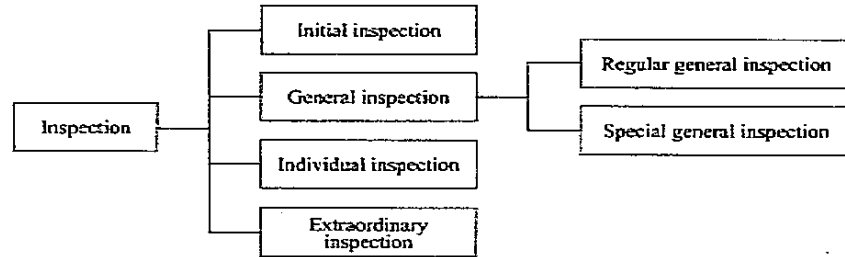 Initial inspection
Regular general inspection
General inspection
Inspection
Special general inspection
Individual inspection
Extraordinary
inspection